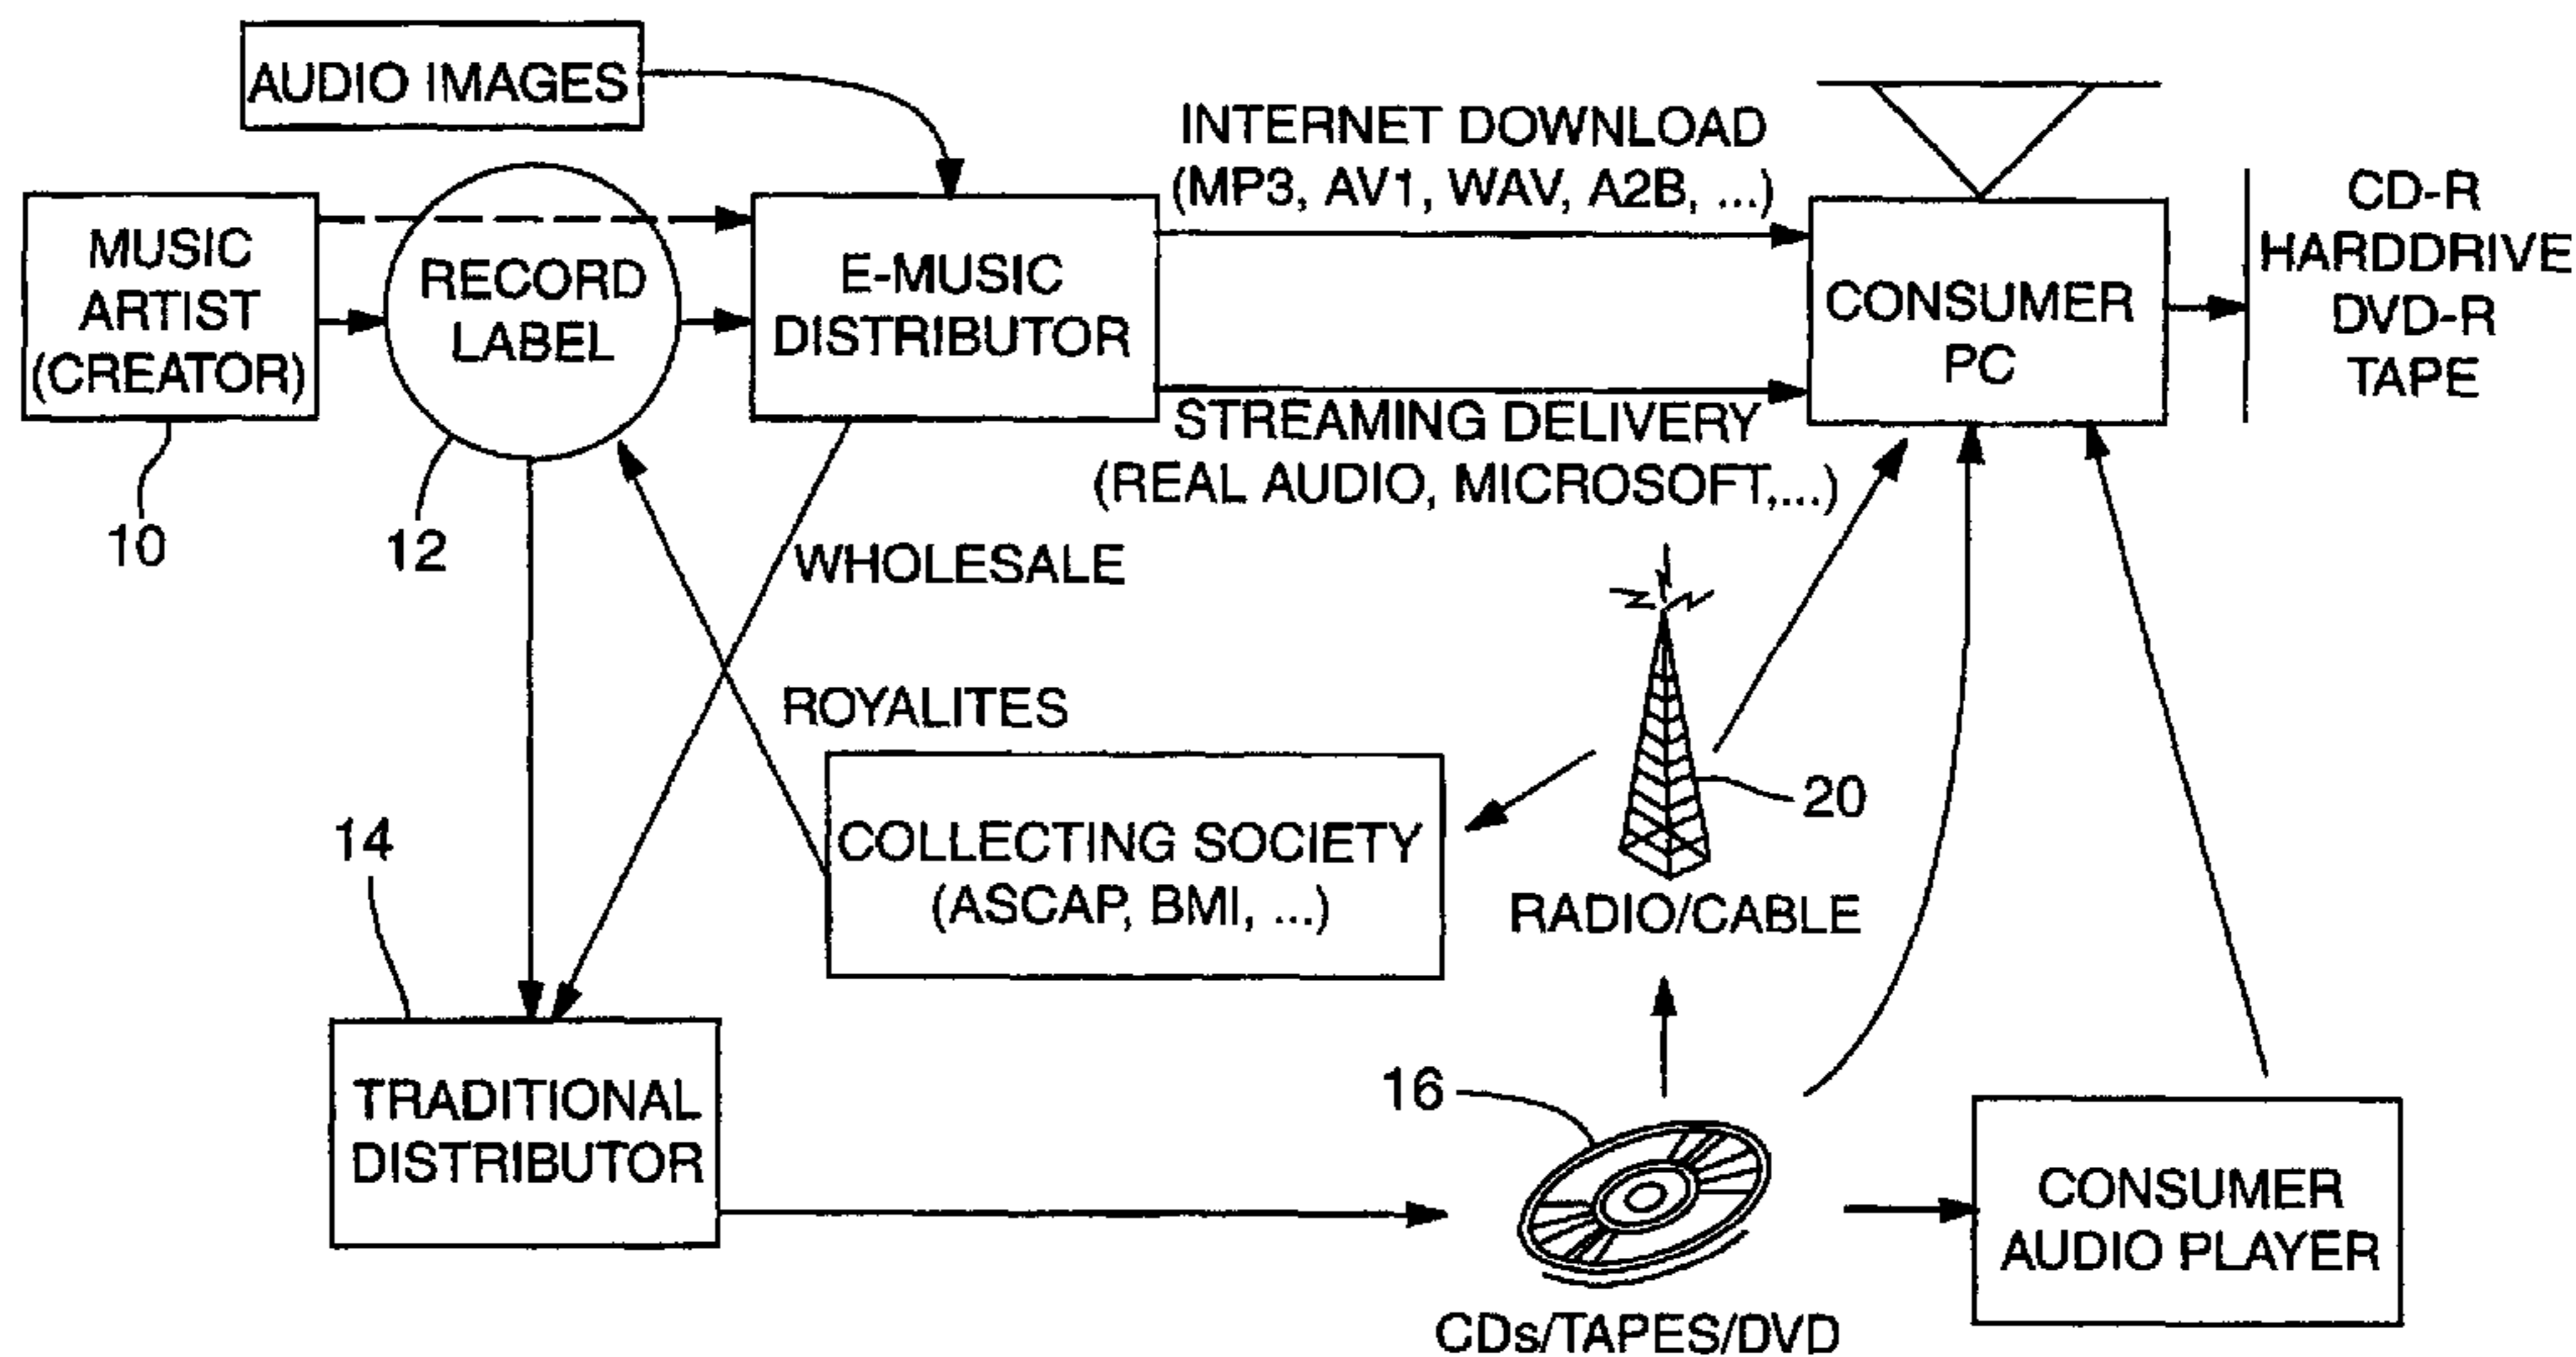 AUDIO IMAGES
MUSIC
ARTIST
(CREATOR)
10
RECORD
LABEL
12
E-MUSIC
DISTRIBUTOR
INTERNET DOWNLOAD
(MP3, AV1, WAV, A2B, ...)
STREAMING DELIVERY
(REAL AUDIO, MICROSOFT,...)
CONSUMER
PC
CD-R
HARDDRIVE
DVD-R
TAPE
WHOLESALE
ROYALITES
COLLECTING SOCIETY
(ASCAP, BMI, ...)
20
RADIO/CABLE
14
TRADITIONAL
DISTRIBUTOR
16
CDs/TAPES/DVD
CONSUMER
AUDIO PLAYER